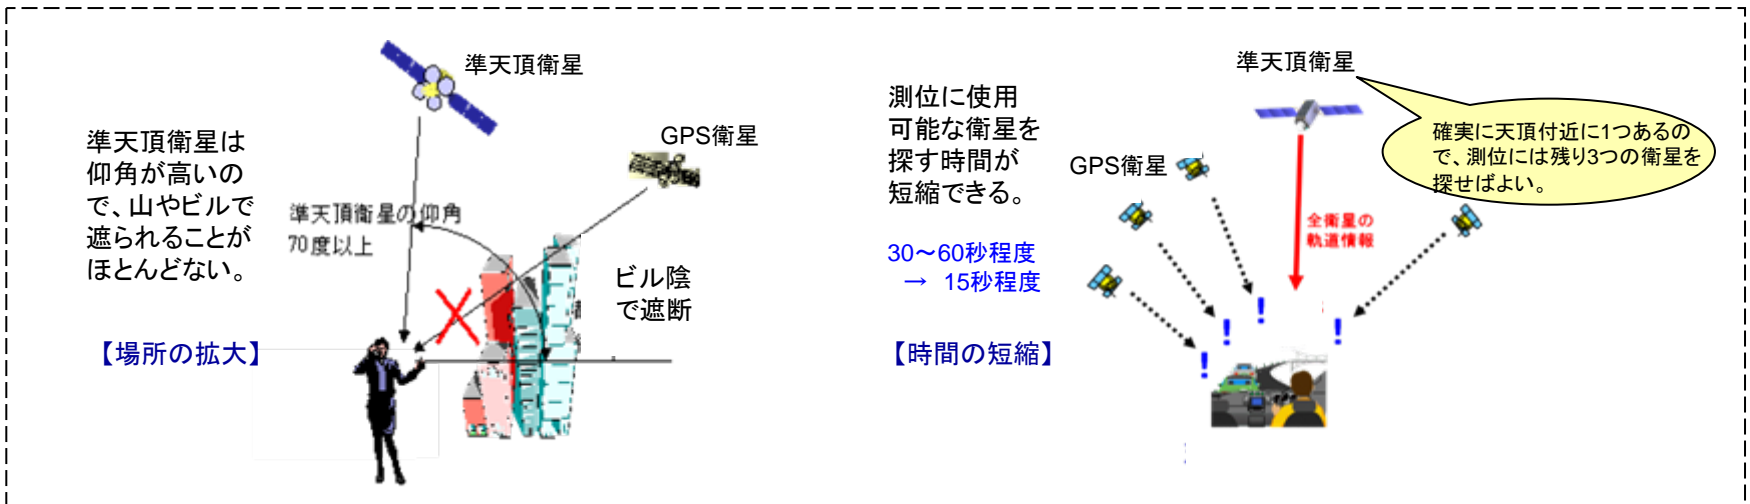 準天頂衛星
準天頂衛星は
仰角が高いの
で、山やビルで
遮られることが
ほとんどない。
GPS衛星
準天頂衛星の仰角
70度以上
ビル陰
で遮断
【場所の拡大】
準天頂衛星
測位に使用
可能な衛星を
探す時間が
短縮できる。
確実に天頂付近に1つあるの
で、測位には残り3つの衛星を
探せばよい。
GPS衛星
全衛星の
軌道情報
30～60秒程度
→ 15秒程度
!
!
!
!
【時間の短縮】